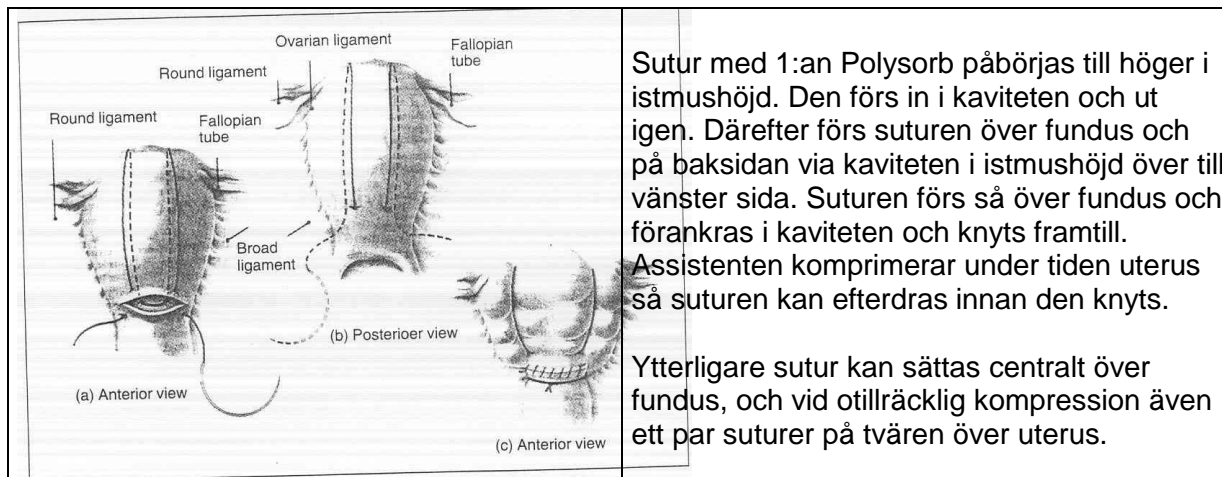 Ovarian ligament
Fallopian
tube
Round ligament
Round ligament
Fallopian
tube
Broad
ligament
(b) Posterioer view
(a) Anterior view
(c) Anterior view
Sutur med 1:an Polysorb påbörjas till höger i
istmushöjd. Den förs in i kaviteten och ut
igen. Därefter förs suturen över fundus och
på baksidan via kaviteten i istmushöjd över till
vänster sida. Suturen förs så över fundus och
förankras i kaviteten och knyts framtill.
Assistenten komprimerar under tiden uterus
så suturen kan efterdras innan den knyts.
Ytterligare sutur kan sättas centralt över
fundus, och vid otillräcklig kompression även
ett par suturer på tvären över uterus.